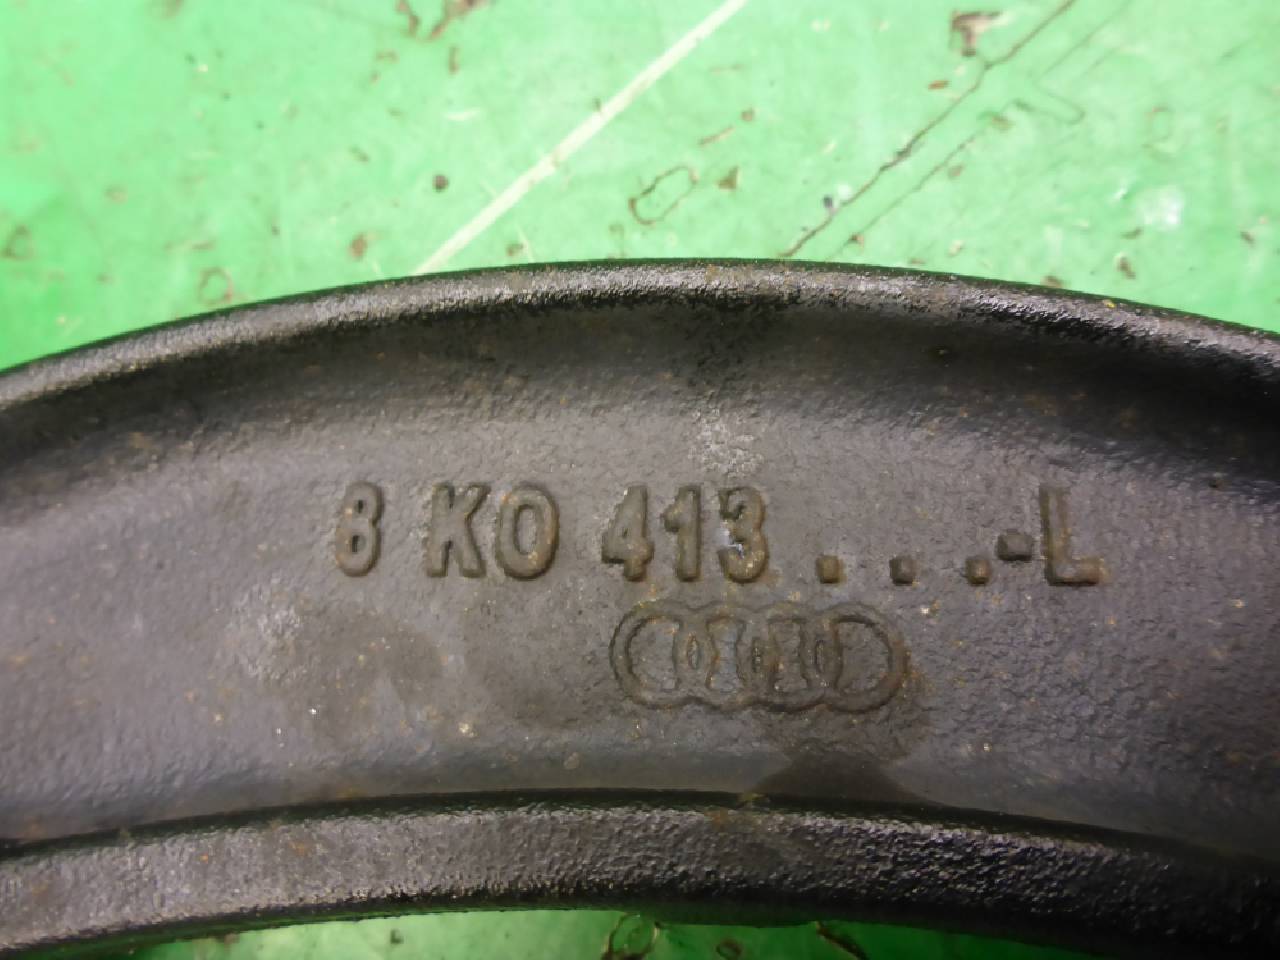 8 K0 413 . . .-L